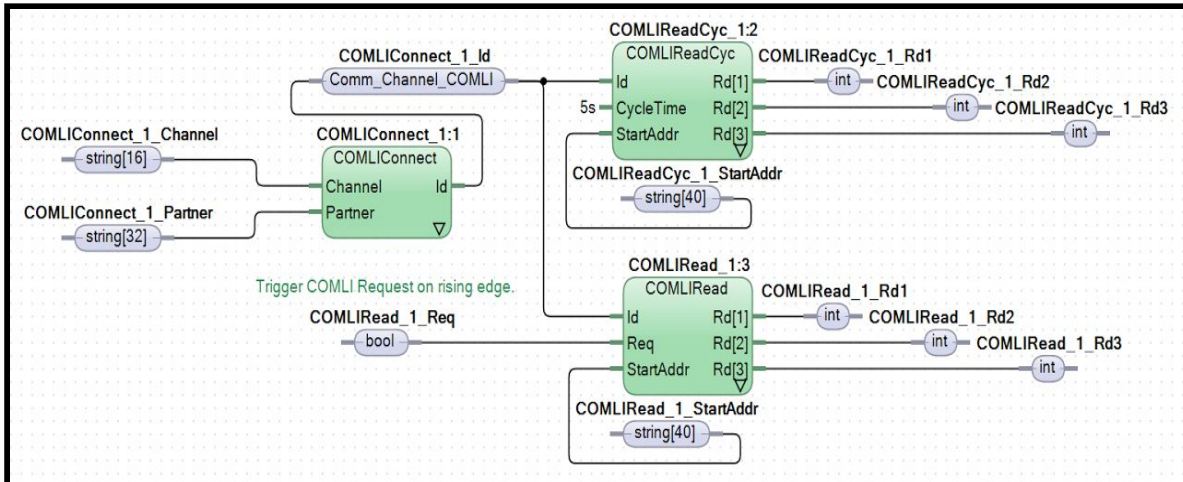 COMLIReadCyc_1:2
COMLIReadCyc
Id
Rd[1]
CycleTime
Rd[2]
StartAddr
Rd[3]
5s
COMLIReadCyc_1_Rd1
int
COMLIReadCyc_1_Rd2
int
COMLIReadCyc_1_Rd3
int
COMLIReadCyc_1_StartAddr
string[40]
COMLIConnect_1_Id
Comm_Channel_COMLI
COMLIConnect_1_Channel
string[16]
COMLIConnect_1:1
COMLIConnect
Channel
Id
Partner
COMLIConnect_1_Partner
string[32]
Trigger COMLI Request on rising edge.
COMLIRead_1_Req
bool
COMLIRead_1:3
COMLIRead
Id
Rd[1]
Req
Rd[2]
StartAddr
Rd[3]
COMLIRead_1_Rd1
int
COMLIRead_1_Rd2
int
COMLIRead_1_Rd3
int
COMLIRead_1_StartAddr
string[40]